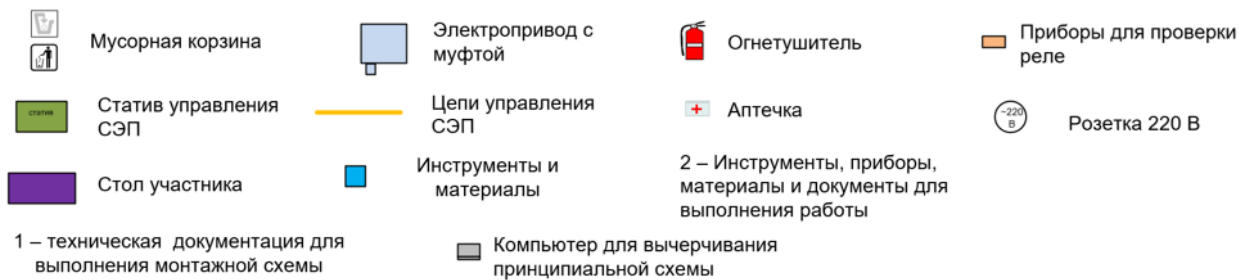 Мусорная корзина
Электропривод с
муфтой
Огнетушитель
Приборы для проверки
реле
статив
Статив управления
СЭП
Цепи управления
СЭП
Аптечка
~220
В
Розетка 220 В
Стол участника
Инструменты и
материалы
2 – Инструменты, приборы,
материалы и документы для
выполнения работы
1 – техническая документация для
выполнения монтажной схемы
Компьютер для вычерчивания
принципиальной схемы